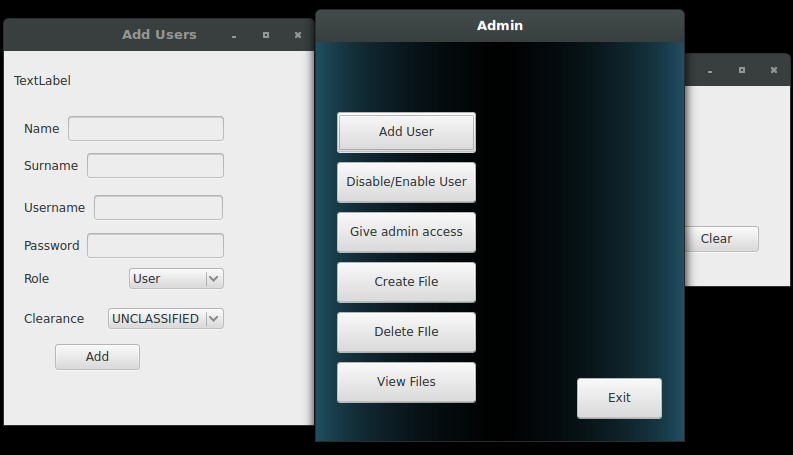 Add Users
TextLabel
Name
Surname
Username
Password
Role User
Clearance UNCLASSIFIED
Add
Admin
Add User
Disable/Enable User
Give admin access
Create File
Delete FIle
View Files
Exit
Clear